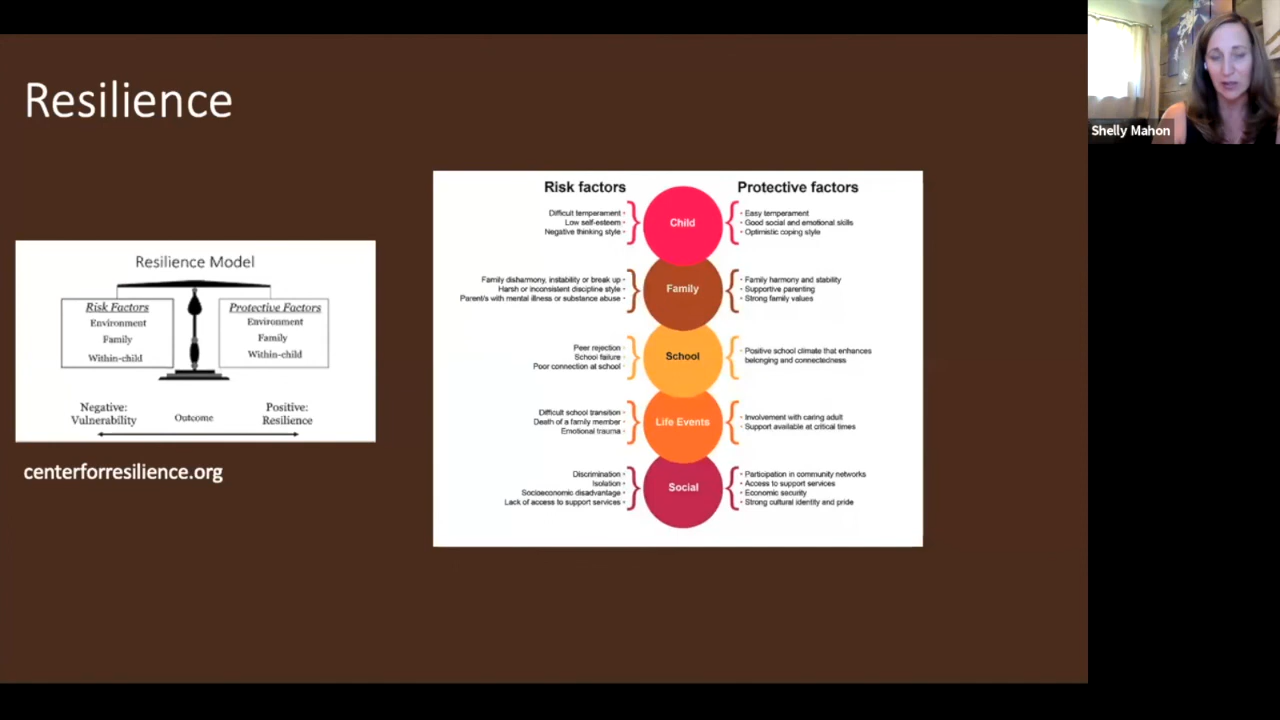 Resilience
Resilience Model
Risk Factors
Environment
Family
Within-child
Protective Factors
Environment
Family
Within-child
Negative:
Vulnerability
Outcome
Positive:
Resilience
centerforresilience.org
Risk factors
Protective factors
Difficult temperament •
Low self-esteem •
Negative thinking style •
Child
• Easy temperament
• Good social and emotional skills
• Optimistic coping style
Family disharmony, instability or break up •
Harsh or inconsistent discipline style •
Parent/s with mental illness or substance abuse •
Family
• Family harmony and stability
• Supportive parenting
• Strong family values
Peer rejection •
School failure •
Poor connection at school •
School
• Positive school climate that enhances
belonging and connectedness
Difficult school transition •
Death of a family member •
Emotional trauma •
Life Events
• Involvement with caring adult
• Support available at critical times
Discrimination •
Isolation •
Socioeconomic disadvantage •
Lack of access to support services •
Social
• Participation in community networks
• Access to support services
• Economic security
• Strong cultural identity and pride
Shelly Mahon